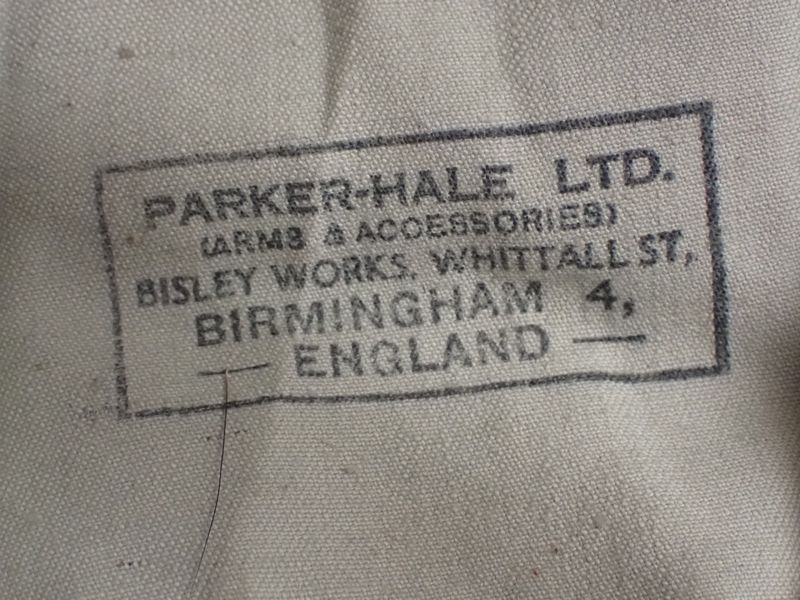 PARKER-HALE LTD.
(ARMS & ACCESSORIES)
BISLEY WORKS, WHITTALL ST,
BIRMINGHAM 4,
— ENGLAND —